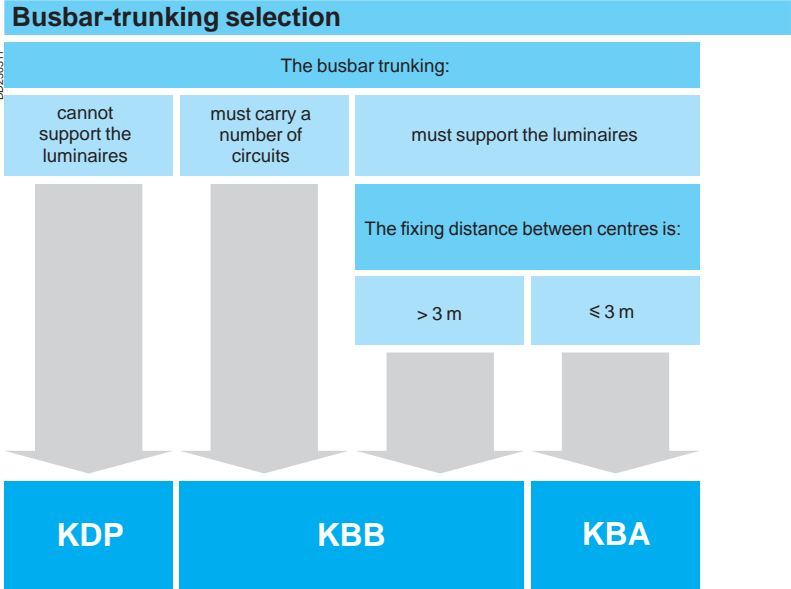 Busbar-trunking selection
The busbar trunking:
cannot
support the
luminaires
must carry a
number of
circuits
must support the luminaires
The fixing distance between centres is:
> 3 m
⩽ 3 m
KDP
KBB
KBA